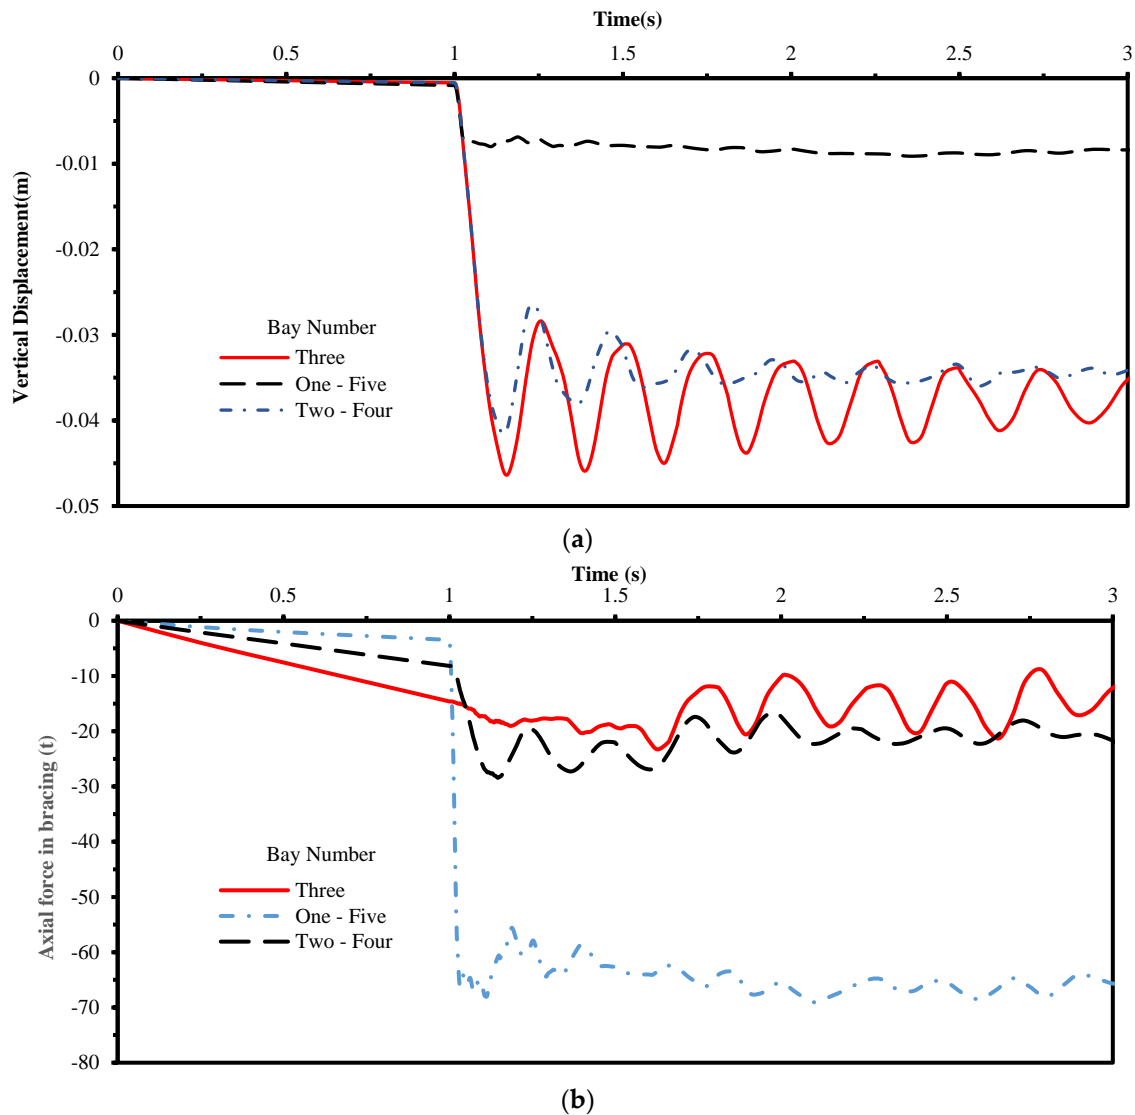 Time(s)
0 0.5 1 1.5 2 2.5 3
0
-0.01
-0.02
-0.03
-0.04
-0.05
Vertical Displacement(m)
Bay Number
Three
One - Five
Two - Four
(a)
Time (s)
0 0.5 1 1.5 2 2.5 3
0
-10
-20
-30
-40
-50
-60
-70
-80
Axial force in bracing (t)
Bay Number
Three
One - Five
Two - Four
(b)